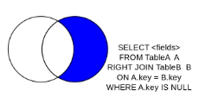 SELECT <fields>
FROM TableA A
RIGHT JOIN TableB B
ON A.key = B.key
WHERE A.key IS NULL